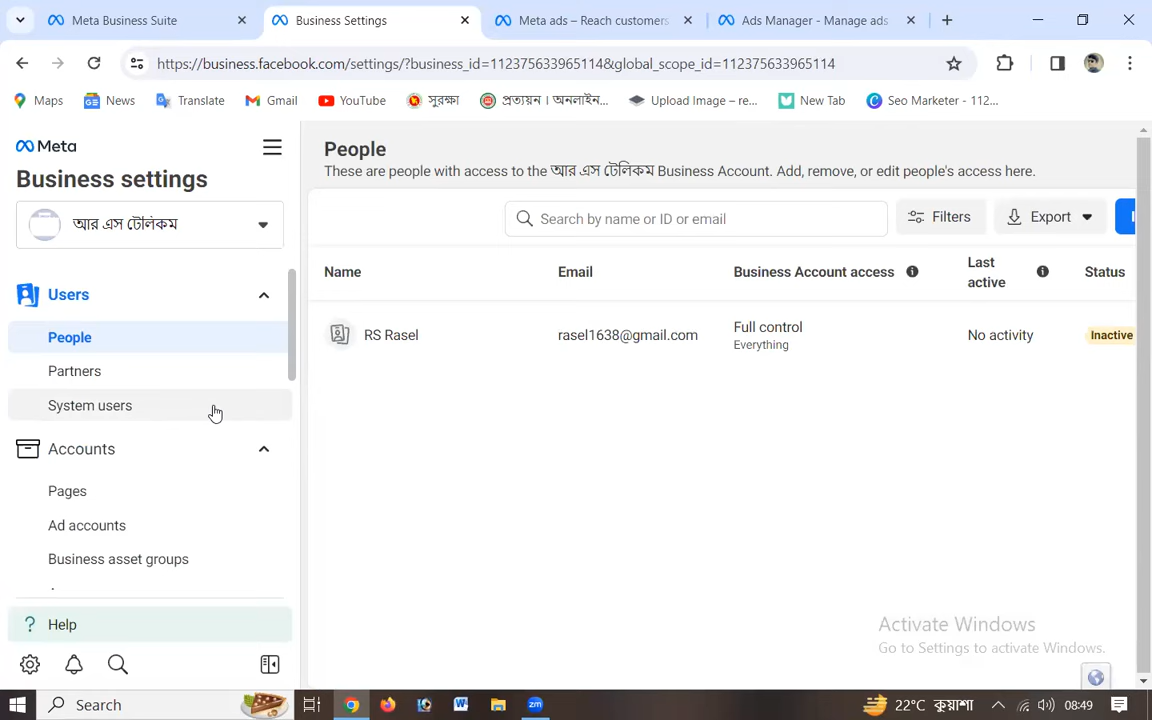 Meta Business Suite
Business Settings
Meta ads – Reach customers
Ads Manager - Manage ads
https://business.facebook.com/settings/?business_id=112375633965114&global_scope_id=112375633965114
Maps
News
Translate
Gmail
YouTube
সুরক্ষা
প্রত্যয়ন । অনলাইন...
Upload Image – re...
New Tab
Seo Marketer - 112...
Meta
Business settings
আর এস টেলিকম
Users
People
Partners
System users
Accounts
Pages
Ad accounts
Business asset groups
Help
People
These are people with access to the আর এস টেলিকম Business Account. Add, remove, or edit people's access here.
Search by name or ID or email
Filters
Export
Name
Email
Business Account access
Last active
Status
RS Rasel
rasel1638@gmail.com
Full control
Everything
No activity
Inactive
Activate Windows
Go to Settings to activate Windows.
Search
22°C কুয়াশা
08:49